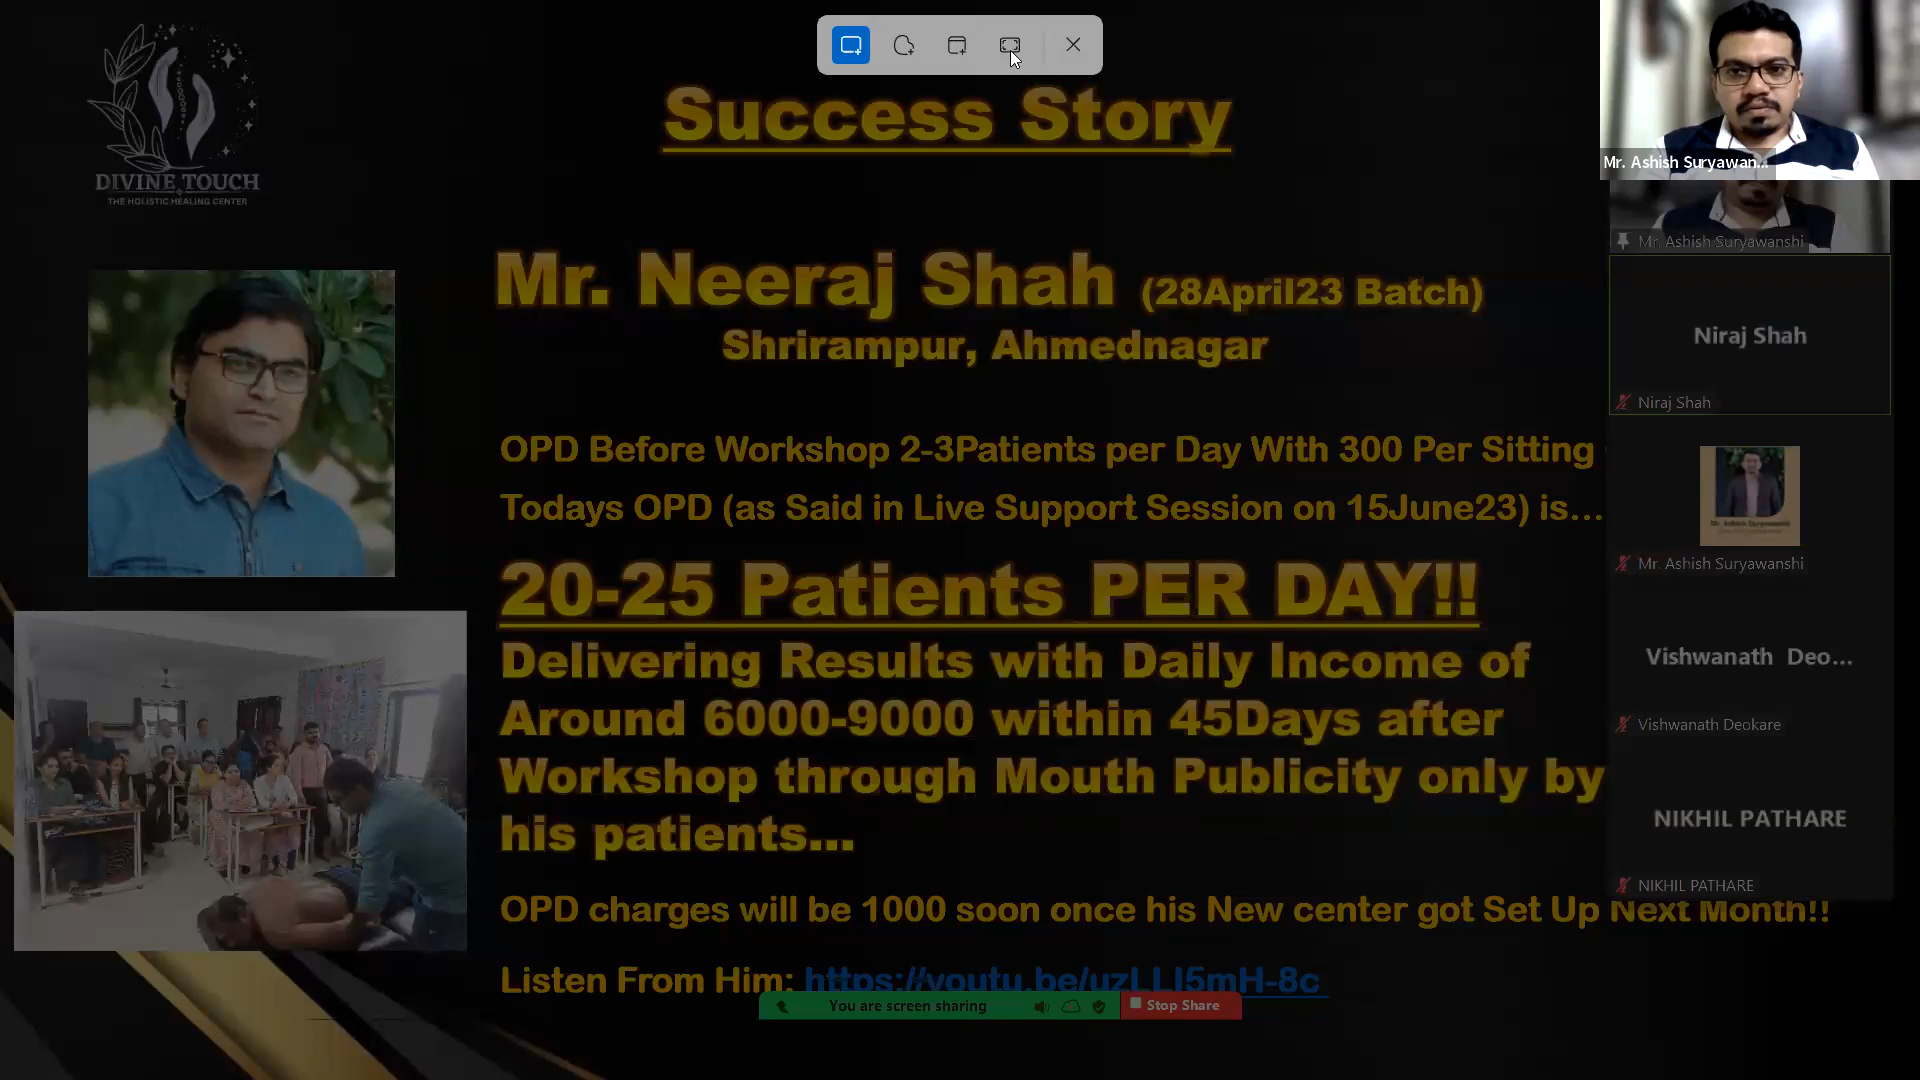 DIVINE TOUCH
THE HOLISTIC HEALING CENTER
Success Story
Mr. Neeraj Shah (28April23 Batch)
Shrirampur, Ahmednagar
OPD Before Workshop 2-3Patients per Day With 300 Per Sitting
Todays OPD (as Said in Live Support Session on 15June23) is...
20-25 Patients PER DAY!!
Delivering Results with Daily Income of
Around 6000-9000 within 45Days after
Workshop through Mouth Publicity only by
his patients...
OPD charges will be 1000 soon once his New center got Set Up Next Month!!
Listen From Him: https://youtu.be/uzLLI5mH-8c
You are screen sharing
Stop Share
Mr. Ashish Suryawan...
Mr. Ashish Suryawanshi
Niraj Shah
Niraj Shah
Mr. Ashish Suryawanshi
Mr. Ashish Suryawanshi
Vishwanath Deo...
Vishwanath Deokare
NIKHIL PATHARE
NIKHIL PATHARE